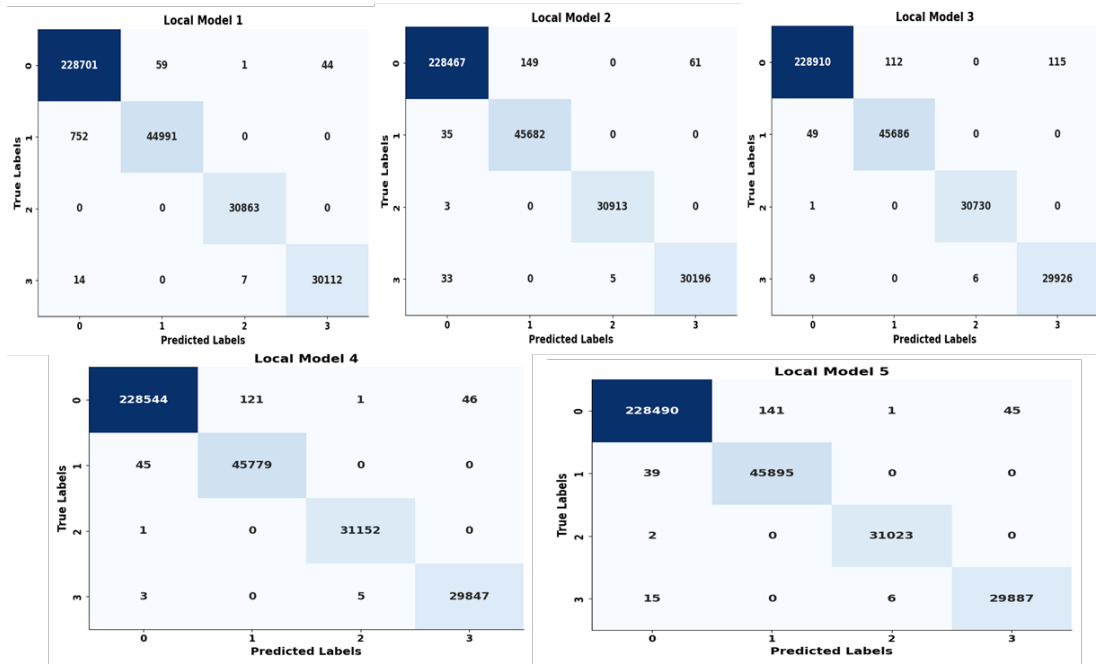 Local Model 1
True Labels
0 228701 59 1 44
1 752 44991 0 0
2 0 0 30863 0
3 14 0 7 30112
0 1 2 3
Predicted Labels
Local Model 2
True Labels
0 228467 149 0 61
1 35 45682 0 0
2 3 0 30913 0
3 33 0 5 30196
0 1 2 3
Predicted Labels
Local Model 3
True Labels
0 228910 112 0 115
1 49 45686 0 0
2 1 0 30730 0
3 9 0 6 29926
0 1 2 3
Predicted Labels
Local Model 4
True Labels
0 228544 121 1 46
1 45 45779 0 0
2 1 0 31152 0
3 3 0 5 29847
0 1 2 3
Predicted Labels
Local Model 5
True Labels
0 228490 141 1 45
1 39 45895 0 0
2 2 0 31023 0
3 15 0 6 29887
0 1 2 3
Predicted Labels